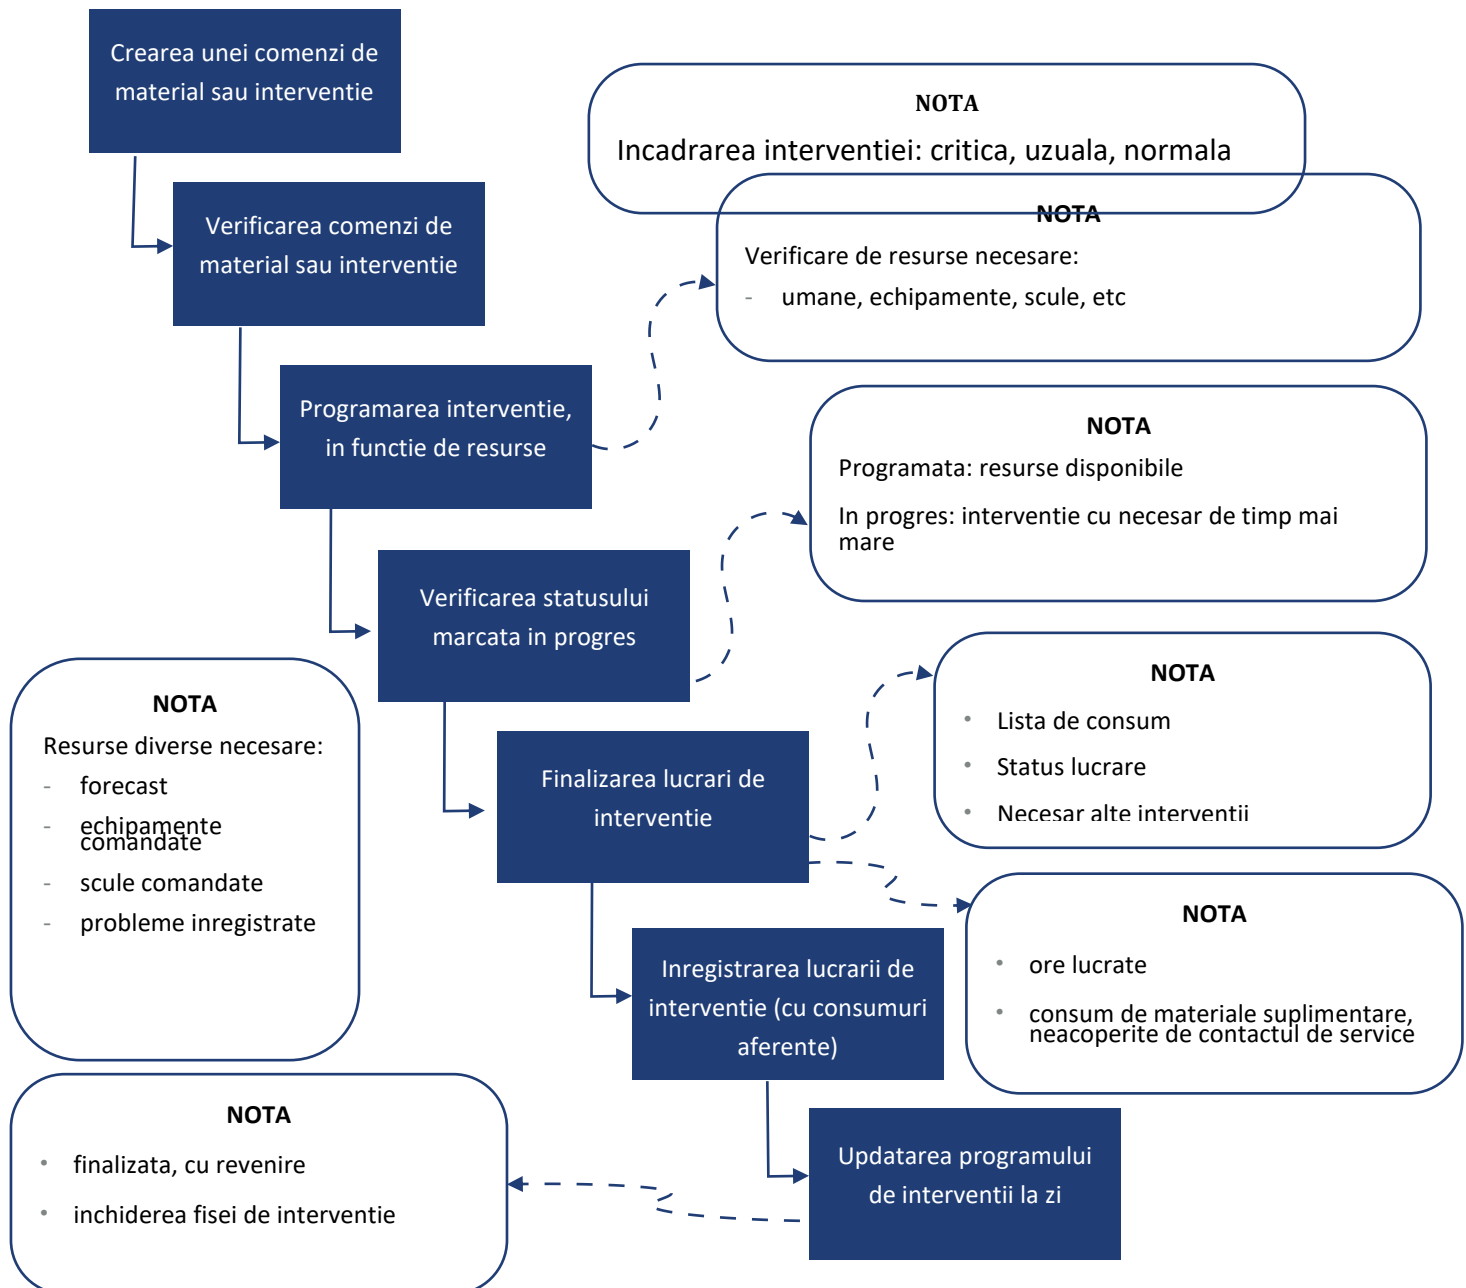 Crearea unei comenzi de
material sau interventie
NOTA
Incadrarea interventiei: critica, uzuala, normala
Verificarea comenzi de
material sau interventie
NOTA
Verificare de resurse necesare:
- umane, echipamente, scule, etc
Programarea interventie,
in functie de resurse
NOTA
Programata: resurse disponibile
In progres: interventie cu necesar de timp mai
mare
Verificarea statusului
marcata in progres
NOTA
Resurse diverse necesare:
- forecast
- echipamente
comandate
- scule comandate
- probleme inregistrate
NOTA
• Lista de consum
• Status lucrare
• Necesar alte interventii
Finalizarea lucrari de
interventie
NOTA
• ore lucrate
• consum de materiale suplimentare,
neacoperite de contactul de service
Inregistrarea lucrarii de
interventie (cu consumuri
aferente)
NOTA
• finalizata, cu revenire
• inchiderea fisei de interventie
Updatarea programului
de interventii la zi